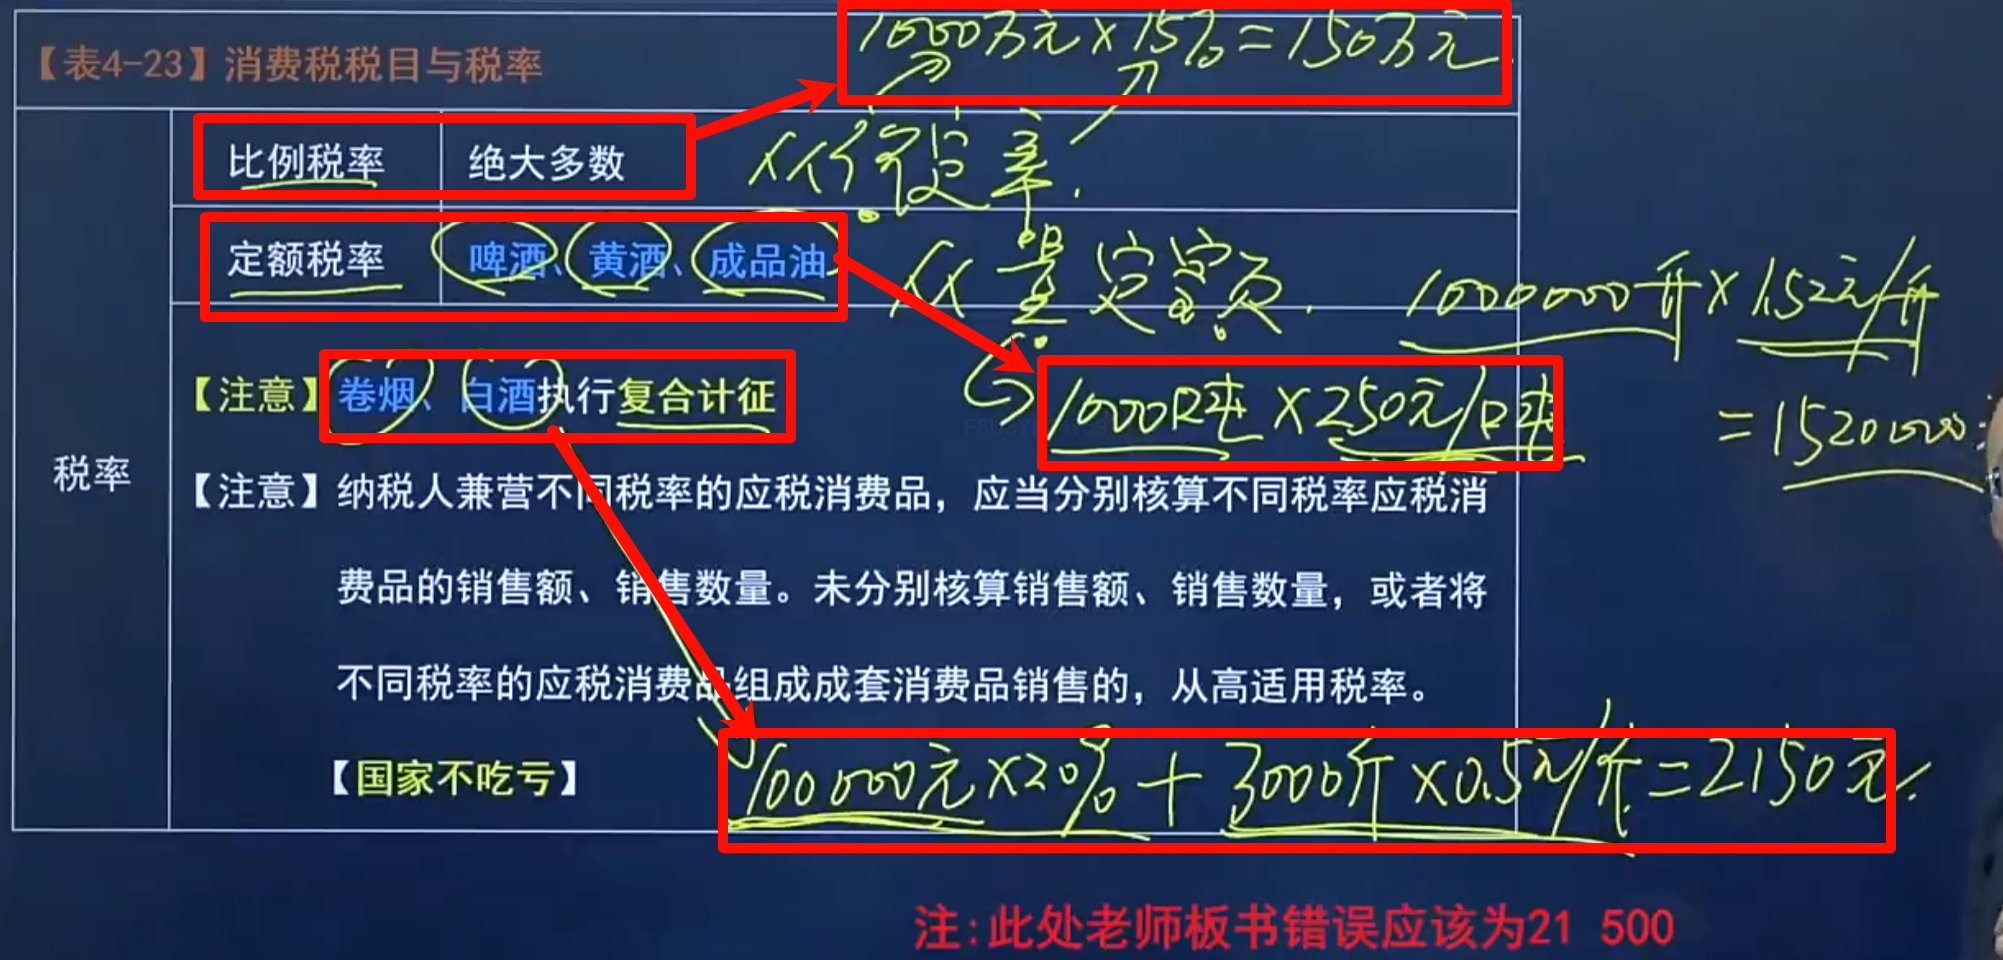 【表4-23】消费税税目与税率
1000万元×15%=150万元
比例税率 绝大多数
从价税率.
定额税率 啤酒、黄酒、成品油
从量定额.
1000000升×1.52元/升
=1520000
【注意】卷烟、白酒执行复合计征
1000吨×250元/吨
税率
【注意】纳税人兼营不同税率的应税消费品，应当分别核算不同税率应税消
费品的销售额、销售数量。未分别核算销售额、销售数量，或者将
不同税率的应税消费品组成成套消费品销售的，从高适用税率。
【国家不吃亏】
100000元×20%+3000斤×0.5元/斤=2150元.
注:此处老师板书错误应该为21 500